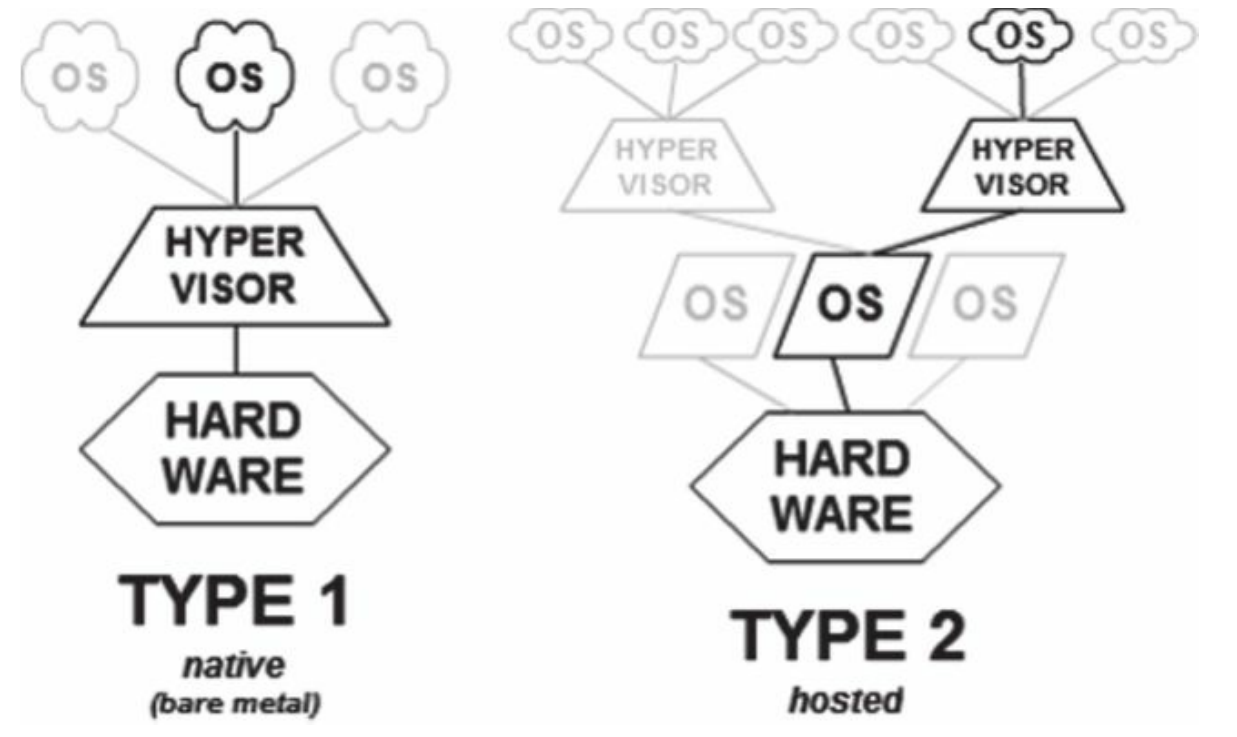 OS
OS
OS
HYPER
VISOR
HARD
WARE
TYPE 1
native
(bare metal)
OS
OS
OS
OS
OS
OS
HYPER
VISOR
HYPER
VISOR
OS
OS
OS
HARD
WARE
TYPE 2
hosted